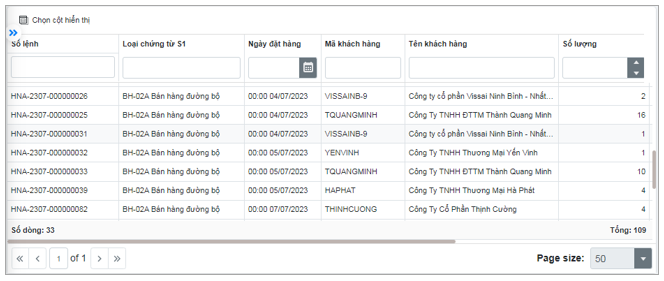 Chọn cột hiển thị
Số lệnh Loại chứng từ S1 Ngày đặt hàng Mã khách hàng Tên khách hàng Số lượng
HNA-2307-000000026 BH-02A Bán hàng đường bộ 00:00 04/07/2023 VISSAINB-9 Công ty cổ phần Vissai Ninh Bình - Nhất... 2
HNA-2307-000000025 BH-02A Bán hàng đường bộ 00:00 04/07/2023 TQUANGMINH Công Ty TNHH ĐTTM Thành Quang Minh 16
HNA-2307-000000031 BH-02A Bán hàng đường bộ 00:00 04/07/2023 VISSAINB-9 Công ty cổ phần Vissai Ninh Bình - Nhất... 1
HNA-2307-000000032 BH-02A Bán hàng đường bộ 00:00 05/07/2023 YENVINH Công Ty TNHH Thương Mại Yến Vinh 1
HNA-2307-000000033 BH-02A Bán hàng đường bộ 00:00 05/07/2023 TQUANGMINH Công Ty TNHH ĐTTM Thành Quang Minh 10
HNA-2307-000000039 BH-02A Bán hàng đường bộ 00:00 05/07/2023 HAPHAT Công Ty TNHH Thương Mại Hà Phát 4
HNA-2307-000000082 BH-02A Bán hàng đường bộ 00:00 07/07/2023 THINHCUONG Công Ty Cổ Phần Thịnh Cường 4
Số dòng: 33 Tổng: 109
1 of 1 Page size: 50